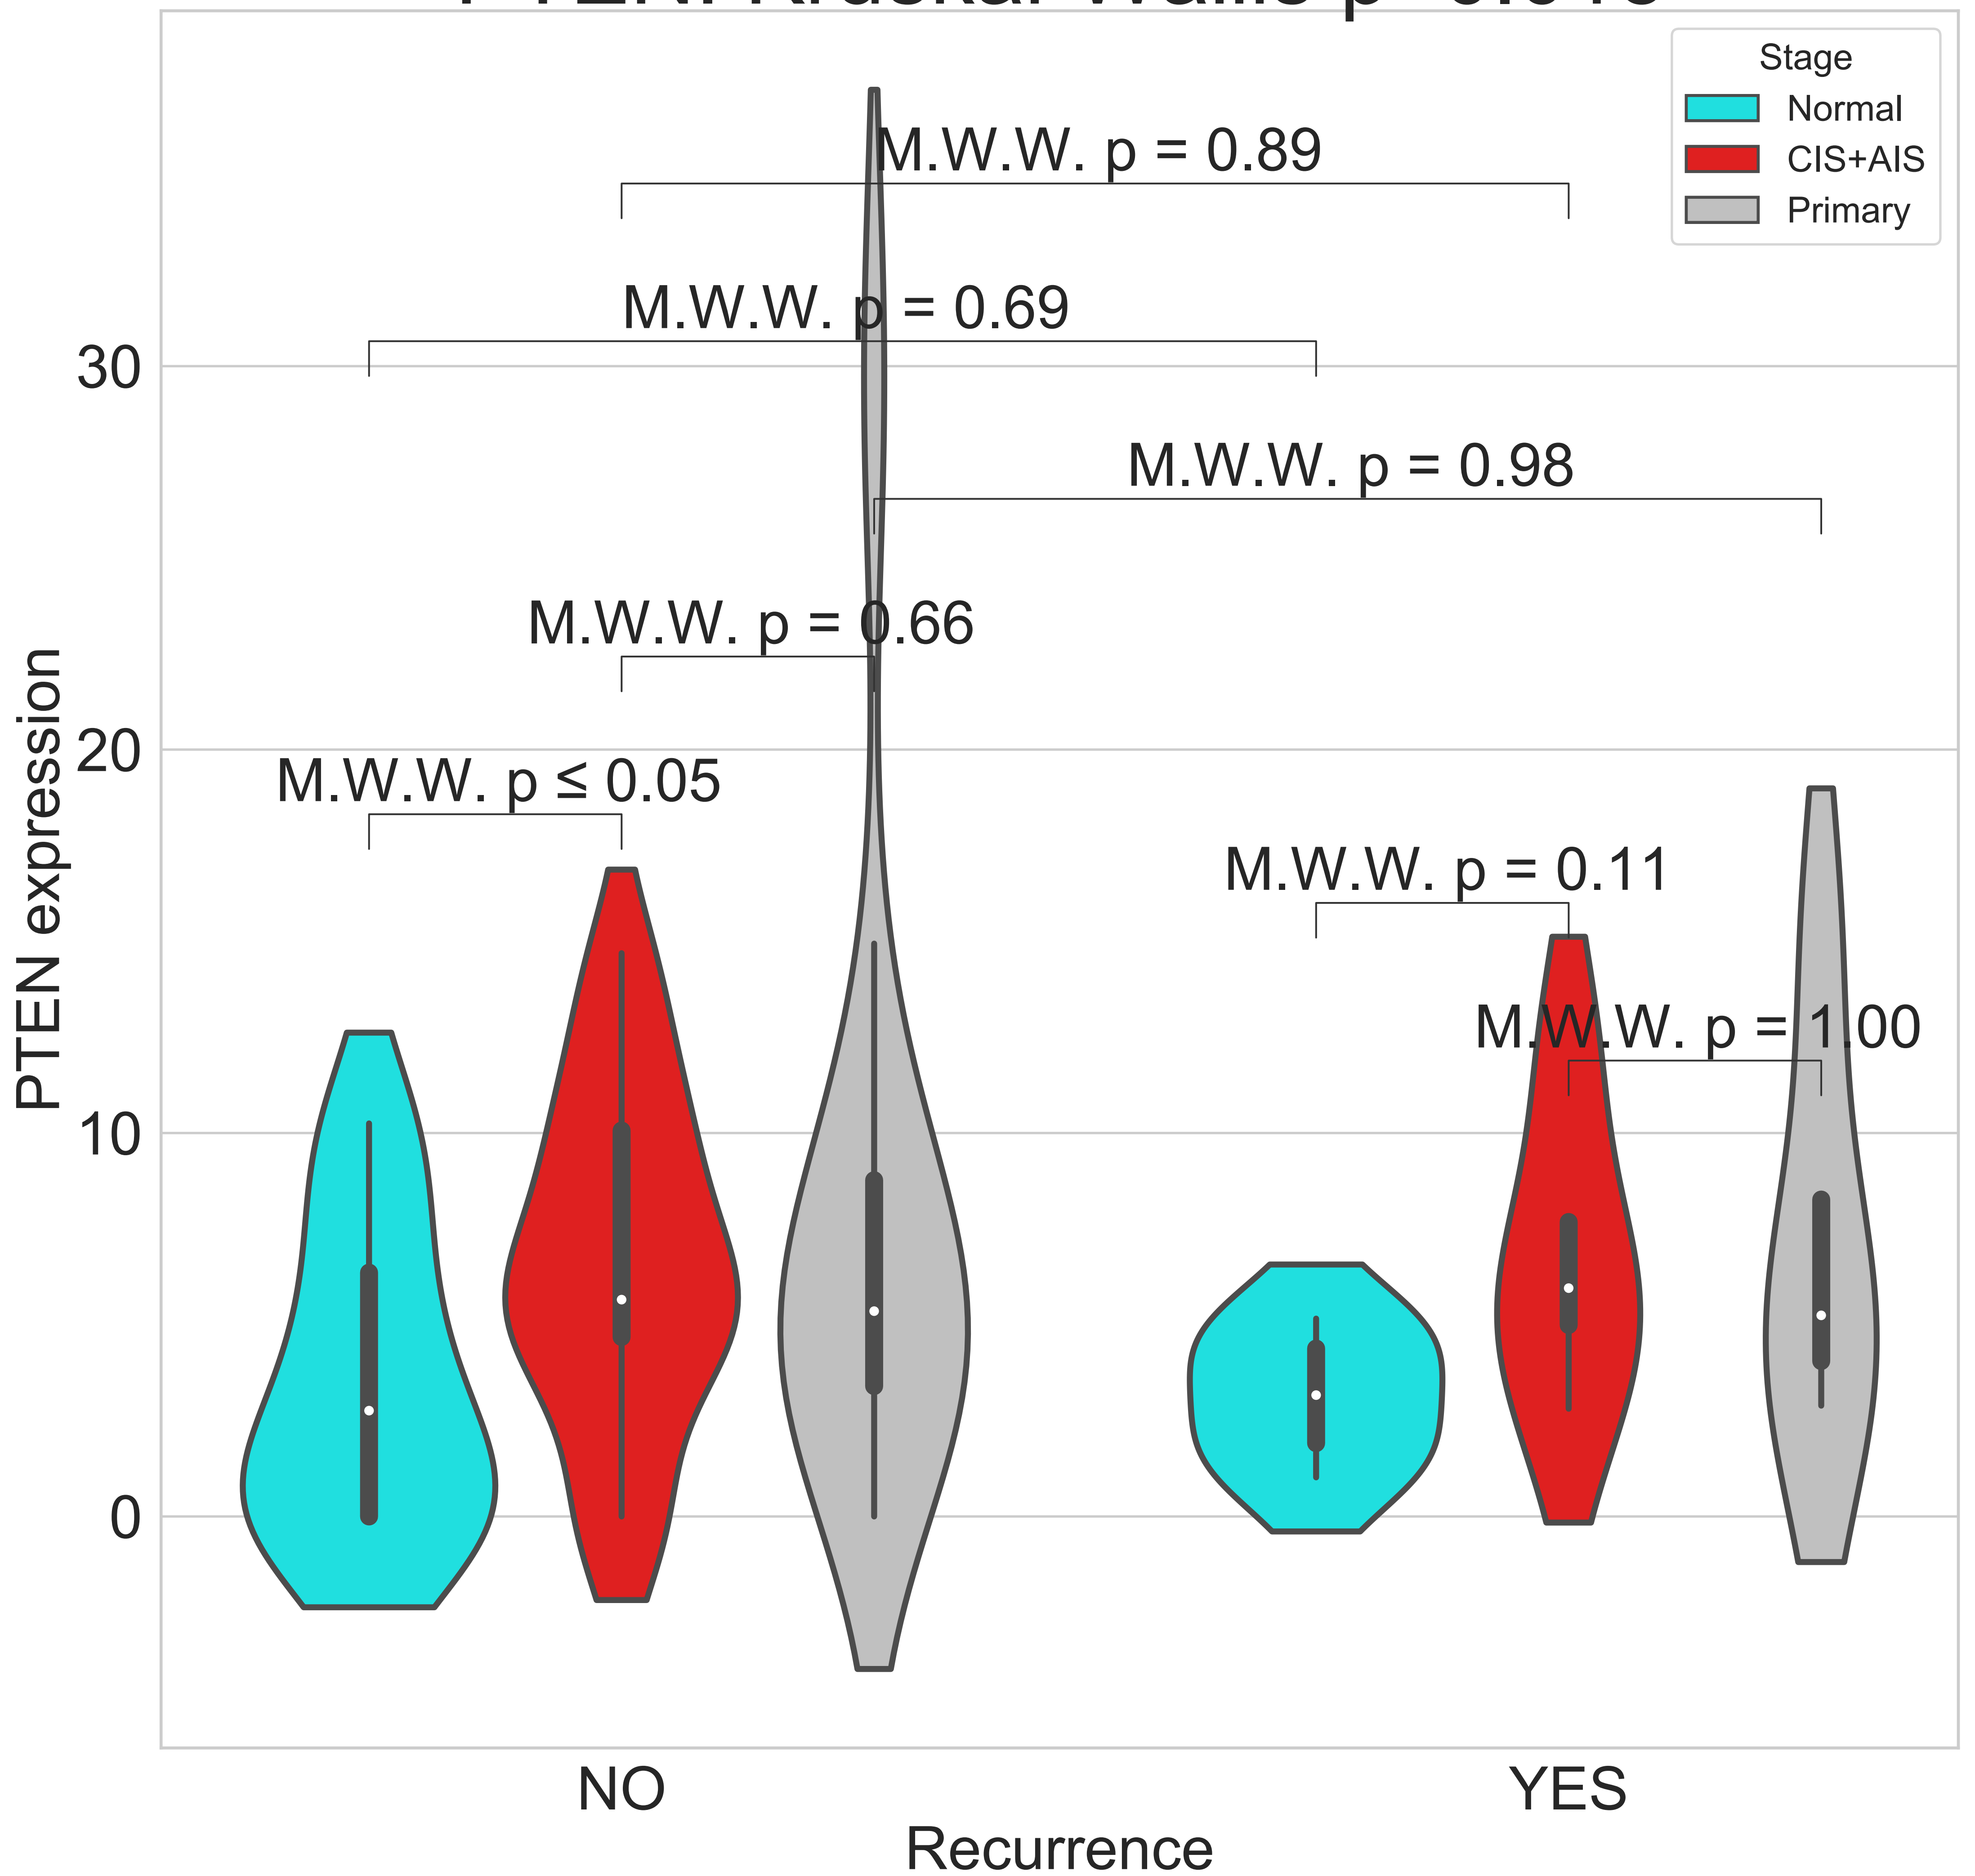 Stage
Normal
CIS+AIS
Primary
M.W.W. p = 0.89
M.W.W. p = 0.69
M.W.W. p = 0.98
M.W.W. p = 0.66
M.W.W. p ≤ 0.05
M.W.W. p = 0.11
M.W.W. p = 1.00
PTEN expression
30
20
10
0
NO
YES
Recurrence